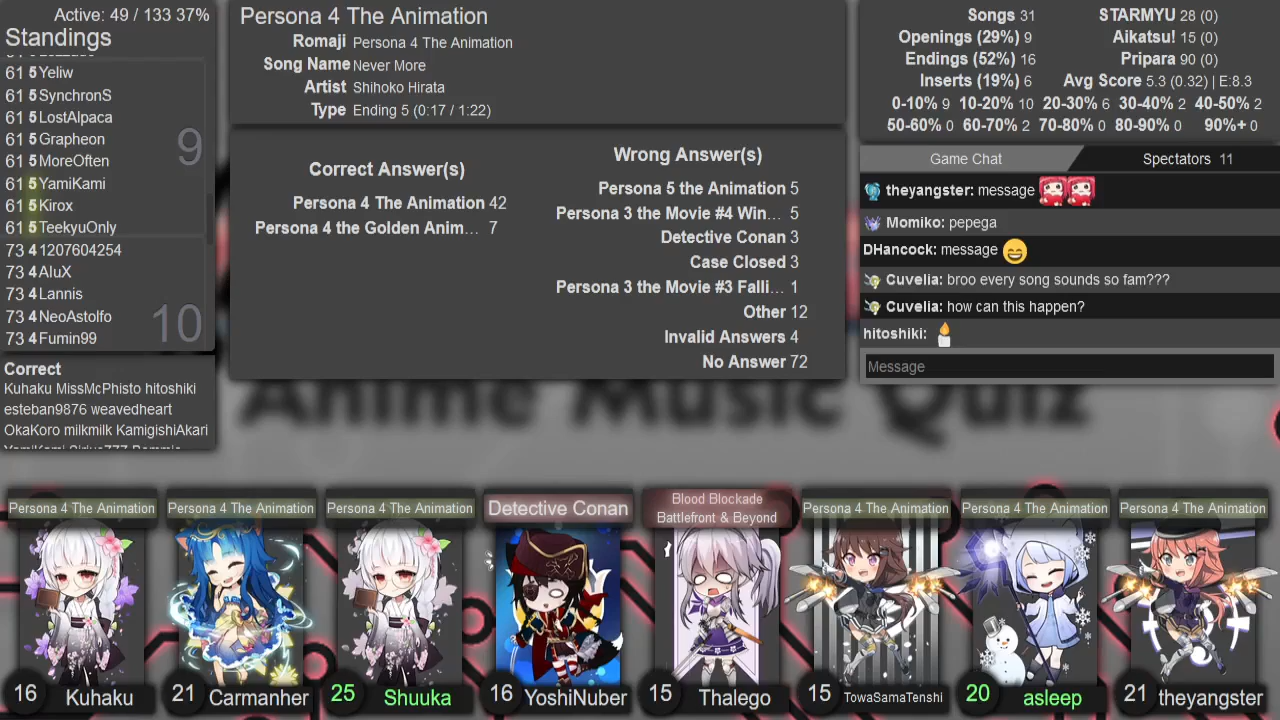 Active: 49 / 133 37%
Standings
61 5 Yeliw
61 5 SynchronS
61 5 LostAlpaca
61 5 Grapheon
61 5 MoreOften
9
61 5 YamiKami
61 5 Kirox
61 5 TeekyuOnly
73 4 1207604254
73 4 AluX
73 4 Lannis
73 4 NeoAstolfo
73 4 Fumin99
10
Correct
Kuhaku MissMcPhisto hitoshiki
esteban9876 weavedheart
OkaKoro milkmilk KamigishiAkari
Persona 4 The Animation
Romaji Persona 4 The Animation
Song Name Never More
Artist Shihoko Hirata
Type Ending 5 (0:17 / 1:22)
Correct Answer(s)
Persona 4 The Animation 42
Persona 4 the Golden Anim... 7
Wrong Answer(s)
Persona 5 the Animation 5
Persona 3 the Movie #4 Win... 5
Detective Conan 3
Case Closed 3
Persona 3 the Movie #3 Falli... 1
Other 12
Invalid Answers 4
No Answer 72
Songs 31 STARMYU 28 (0)
Openings (29%) 9 Aikatsu! 15 (0)
Endings (52%) 16 Pripara 90 (0)
Inserts (19%) 6 Avg Score 5.3 (0.32) | E:8.3
0-10% 9 10-20% 10 20-30% 6 30-40% 2 40-50% 2
50-60% 0 60-70% 2 70-80% 0 80-90% 0 90%+ 0
Game Chat Spectators 11
theyangster: message
Momiko: pepega
DHancock: message
Cuvelia: broo every song sounds so fam???
Cuvelia: how can this happen?
hitoshiki:
Message
Anime Music Quiz
Persona 4 The Animation
Persona 4 The Animation
Persona 4 The Animation
Detective Conan
Blood Blockade
Battlefront & Beyond
Persona 4 The Animation
Persona 4 The Animation
Persona 4 The Animation
16 Kuhaku
21 Carmanher
25 Shuuka
16 YoshiNuber
15 Thalego
15 TowaSamaTenshi
20 asleep
21 theyangster